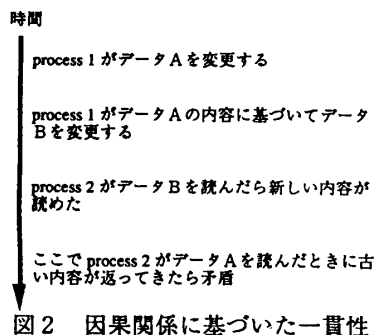 時間
process 1 がデータAを変更する
process 1 がデータAの内容に基づいてデータ
Bを変更する
process 2 がデータBを読んだら新しい内容が
読めた
ここで process 2 がデータAを読んだときに古
い内容が返ってきたら矛盾
図2 因果関係に基づいた一貫性